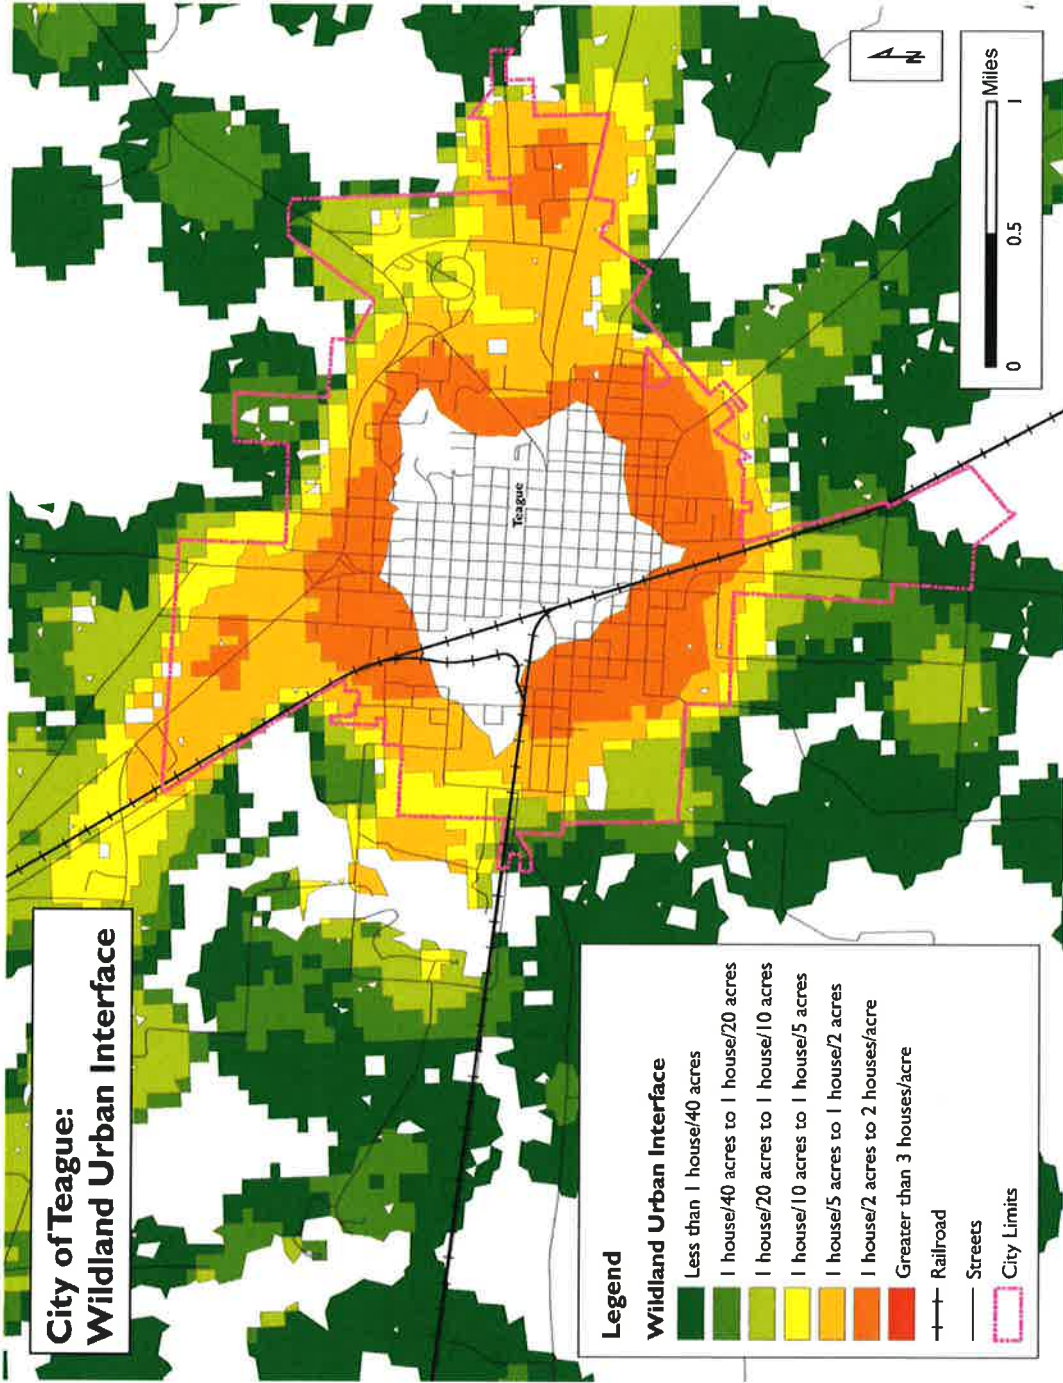 City of Teague:
Wildland Urban Interface
Teague
N
0 0.5 1
Miles
Legend
Wildland Urban Interface
Less than 1 house/40 acres
1 house/40 acres to 1 house/20 acres
1 house/20 acres to 1 house/10 acres
1 house/10 acres to 1 house/5 acres
1 house/5 acres to 1 house/2 acres
1 house/2 acres to 2 houses/acre
Greater than 3 houses/acre
Railroad
Streets
City Limits